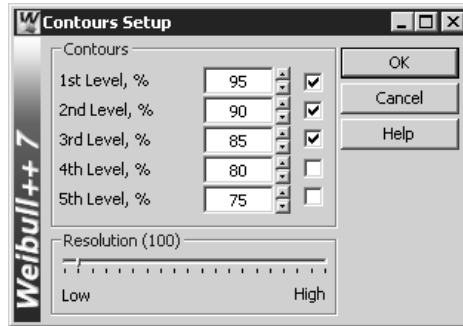 Contours Setup
Contours
1st Level, % 95
2nd Level, % 90
3rd Level, % 85
4th Level, % 80
5th Level, % 75
Resolution (100)
Low High
OK
Cancel
Help
Weibull++ 7
W